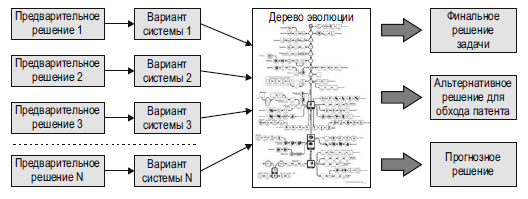 Предварительное
решение 1
Вариант
системы 1
Предварительное
решение 2
Вариант
системы 2
Предварительное
решение 3
Вариант
системы 3
Предварительное
решение N
Вариант
системы N
Дерево эволюции
Финальное
решение
задачи
Альтернативное
решение для
обхода патента
Прогнозное
решение